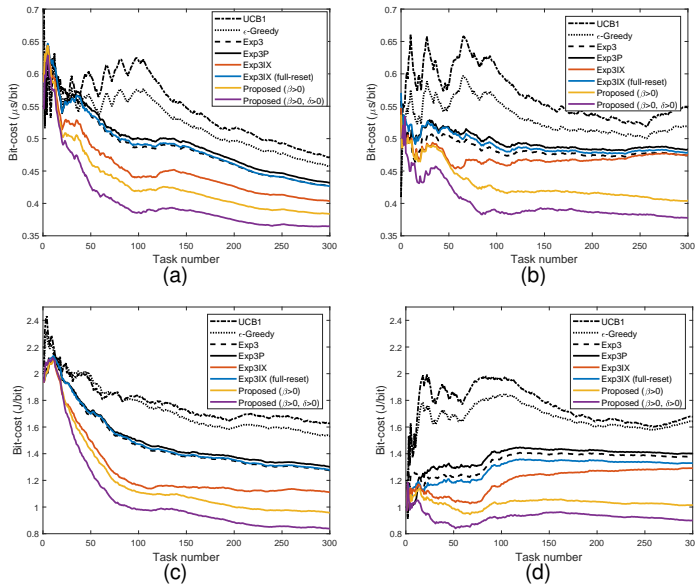 0.7
0.65
0.6
0.55
0.5
0.45
0.4
0.35
Bit-cost (μs/bit)
UCB1
ϵ-Greedy
Exp3
Exp3P
Exp3IX
Exp3IX (full-reset)
Proposed (β>0)
Proposed (β>0, δ>0)
0 50 100 150 200 250 300
Task number
(a)
0.7
0.65
0.6
0.55
0.5
0.45
0.4
0.35
Bit-cost (μs/bit)
UCB1
ϵ-Greedy
Exp3
Exp3P
Exp3IX
Exp3IX (full-reset)
Proposed (β>0)
Proposed (β>0, δ>0)
0 50 100 150 200 250 300
Task number
(b)
2.4
2.2
2
1.8
1.6
1.4
1.2
1
0.8
Bit-cost (J/bit)
UCB1
ϵ-Greedy
Exp3
Exp3P
Exp3IX
Exp3IX (full-reset)
Proposed (β>0)
Proposed (β>0, δ>0)
0 50 100 150 200 250 300
Task number
(c)
2.4
2.2
2
1.8
1.6
1.4
1.2
1
0.8
Bit-cost (J/bit)
UCB1
ϵ-Greedy
Exp3
Exp3P
Exp3IX
Exp3IX (full-reset)
Proposed (β>0)
Proposed (β>0, δ>0)
0 50 100 150 200 250 300
Task number
(d)